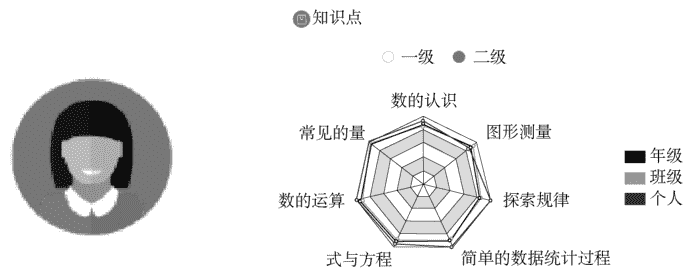 知识点
一级 二级
数的认识
常见的量 图形测量
数的运算 探索规律
式与方程 简单的数据统计过程
年级
班级
个人